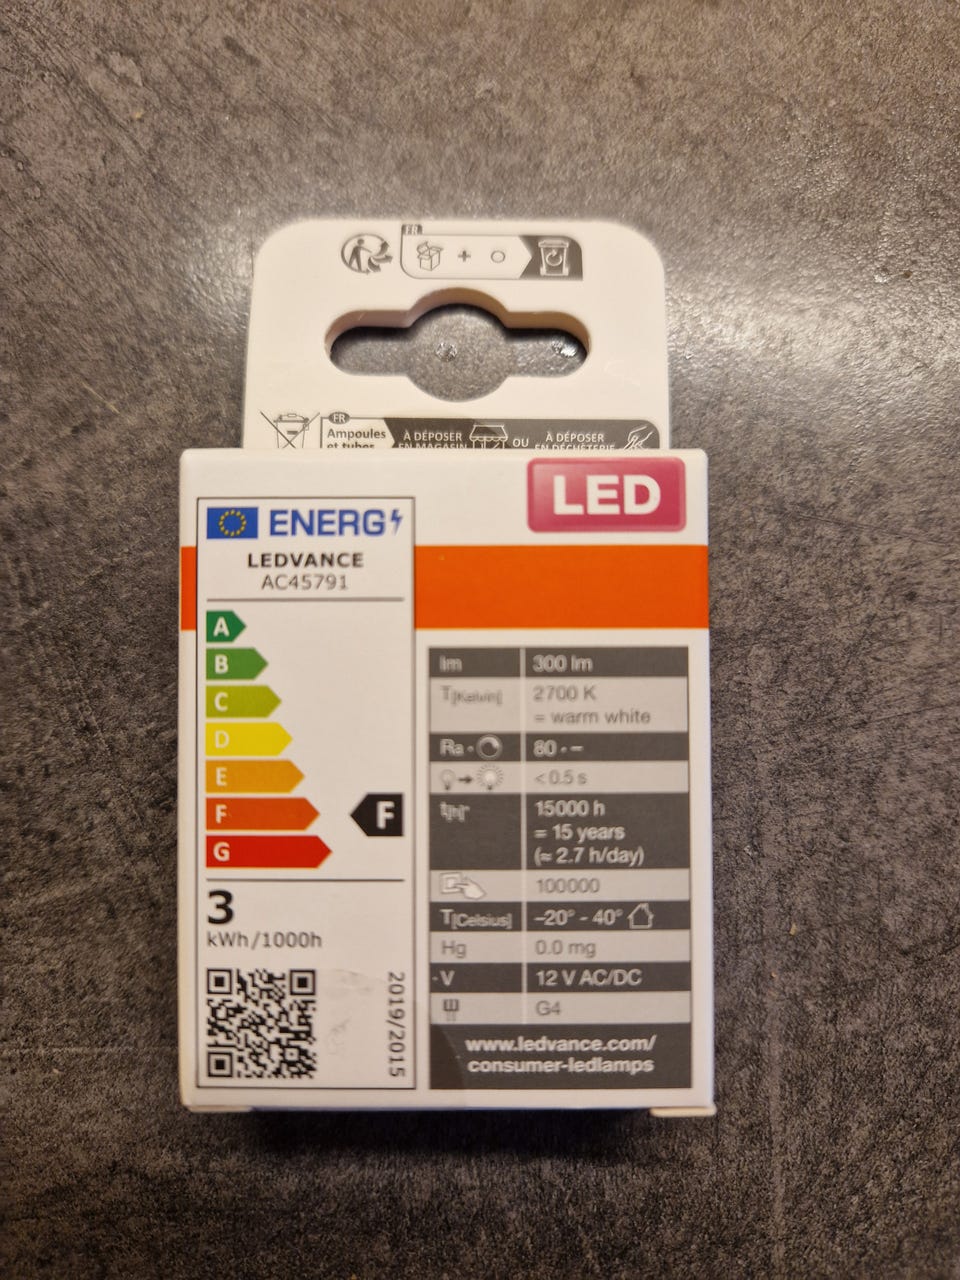 FR
+
FR
Ampoules
et tubes
À DÉPOSER
EN MAGASIN
OU
À DÉPOSER
EN DÉCHÈTERIE
LED
ENERG
LEDVANCE
AC45791
A
B
C
D
E
F
F
G
3
kWh/1000h
2019/2015
lm 300 lm
T[Kelvin] 2700 K
= warm white
Ra • 80 • –
< 0.5 s
15000 h
= 15 years
(≈ 2.7 h/day)
100000
T[Celsius] –20° - 40°
Hg 0.0 mg
V 12 V AC/DC
G4
www.ledvance.com/
consumer-ledlamps